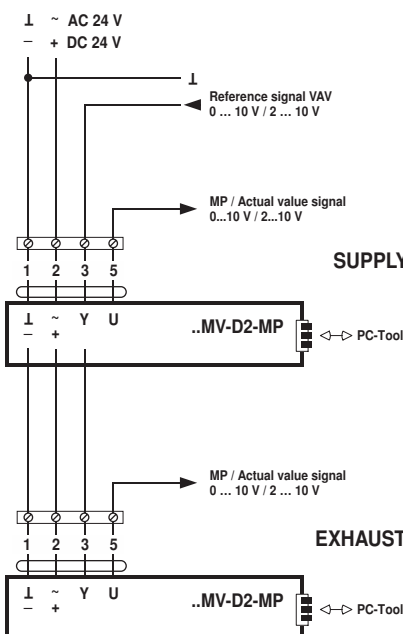 ⊥ ~ AC 24 V
– + DC 24 V
⊥
Reference signal VAV
0 ... 10 V / 2 ... 10 V
MP / Actual value signal
0...10 V / 2...10 V
1 2 3 5
SUPPLY
⊥ ~ Y U
– +
..MV-D2-MP
PC-Tool
MP / Actual value signal
0 ... 10 V / 2 ... 10 V
1 2 3 5
EXHAUST
⊥ ~ Y U
– +
..MV-D2-MP
PC-Tool